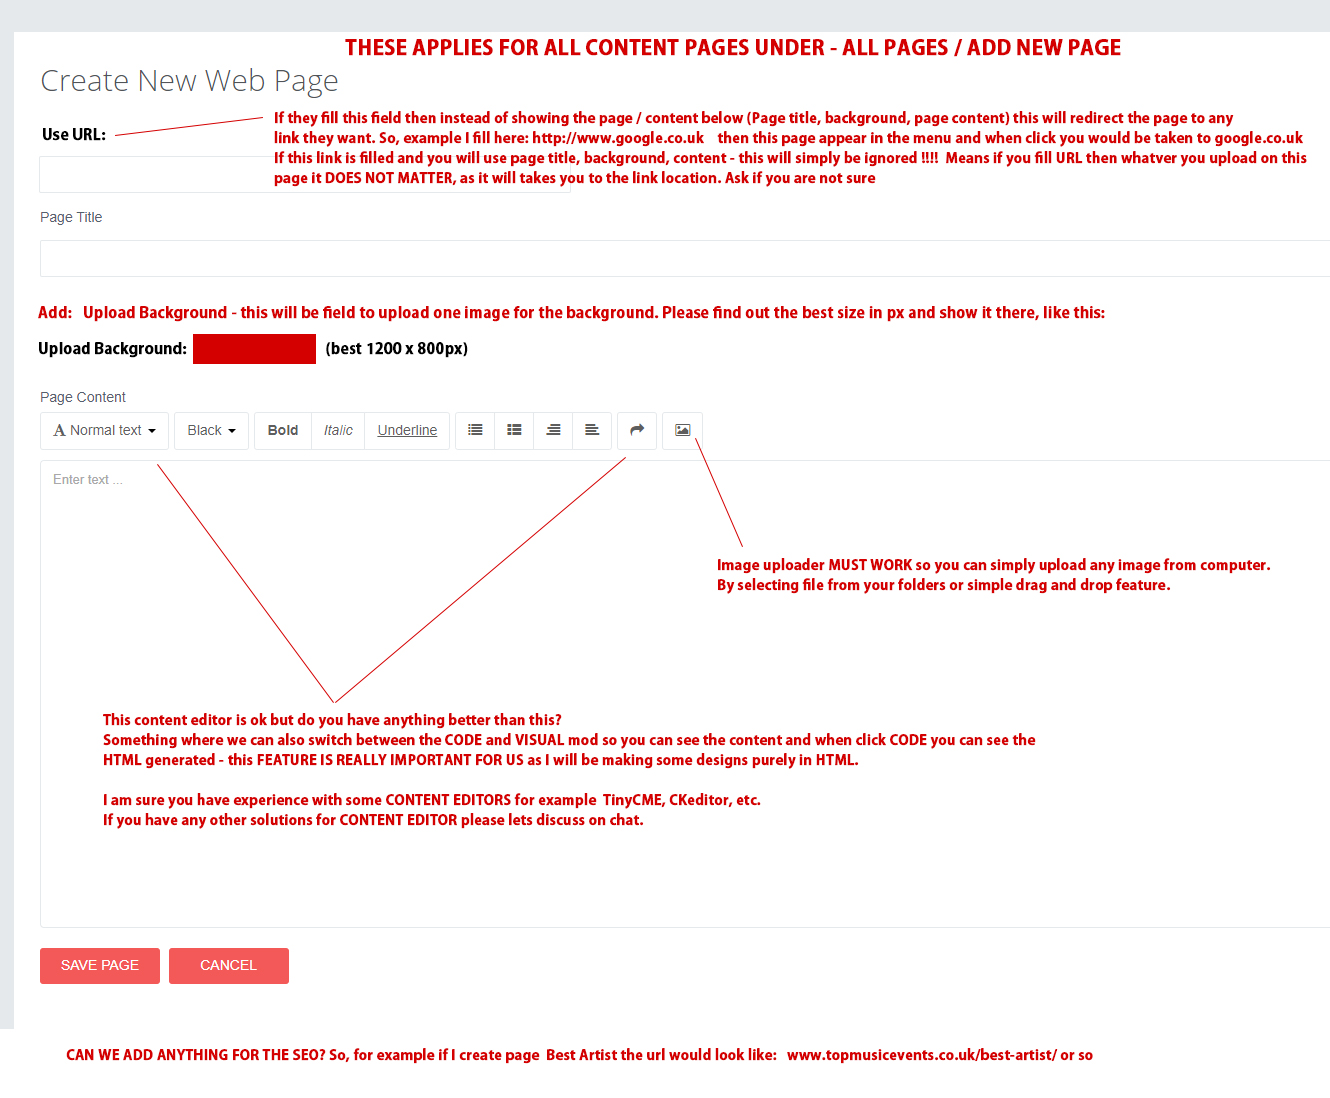 THESE APPLIES FOR ALL CONTENT PAGES UNDER - ALL PAGES / ADD NEW PAGE
Create New Web Page
If they fill this field then instead of showing the page / content below (Page title, background, page content) this will redirect the page to any
Use URL:
link they want. So, example I fill here: http://www.google.co.uk then this page appear in the menu and when click you would be taken to google.co.uk
If this link is filled and you will use page title, background, content - this will simply be ignored !!!! Means if you fill URL then whatver you upload on this
page it DOES NOT MATTER, as it will takes you to the link location. Ask if you are not sure
Page Title
Add: Upload Background - this will be field to upload one image for the background. Please find out the best size in px and show it there, like this:
Upload Background: (best 1200 x 800px)
Page Content
A Normal text Black Bold Italic Underline
Enter text ...
Image uploader MUST WORK so you can simply upload any image from computer.
By selecting file from your folders or simple drag and drop feature.
This content editor is ok but do you have anything better than this?
Something where we can also switch between the CODE and VISUAL mod so you can see the content and when click CODE you can see the
HTML generated - this FEATURE IS REALLY IMPORTANT FOR US as I will be making some designs purely in HTML.
I am sure you have experience with some CONTENT EDITORS for example TinyCME, CKeditor, etc.
If you have any other solutions for CONTENT EDITOR please lets discuss on chat.
SAVE PAGE CANCEL
CAN WE ADD ANYTHING FOR THE SEO? So, for example if I create page Best Artist the url would look like: www.topmusicevents.co.uk/best-artist/ or so